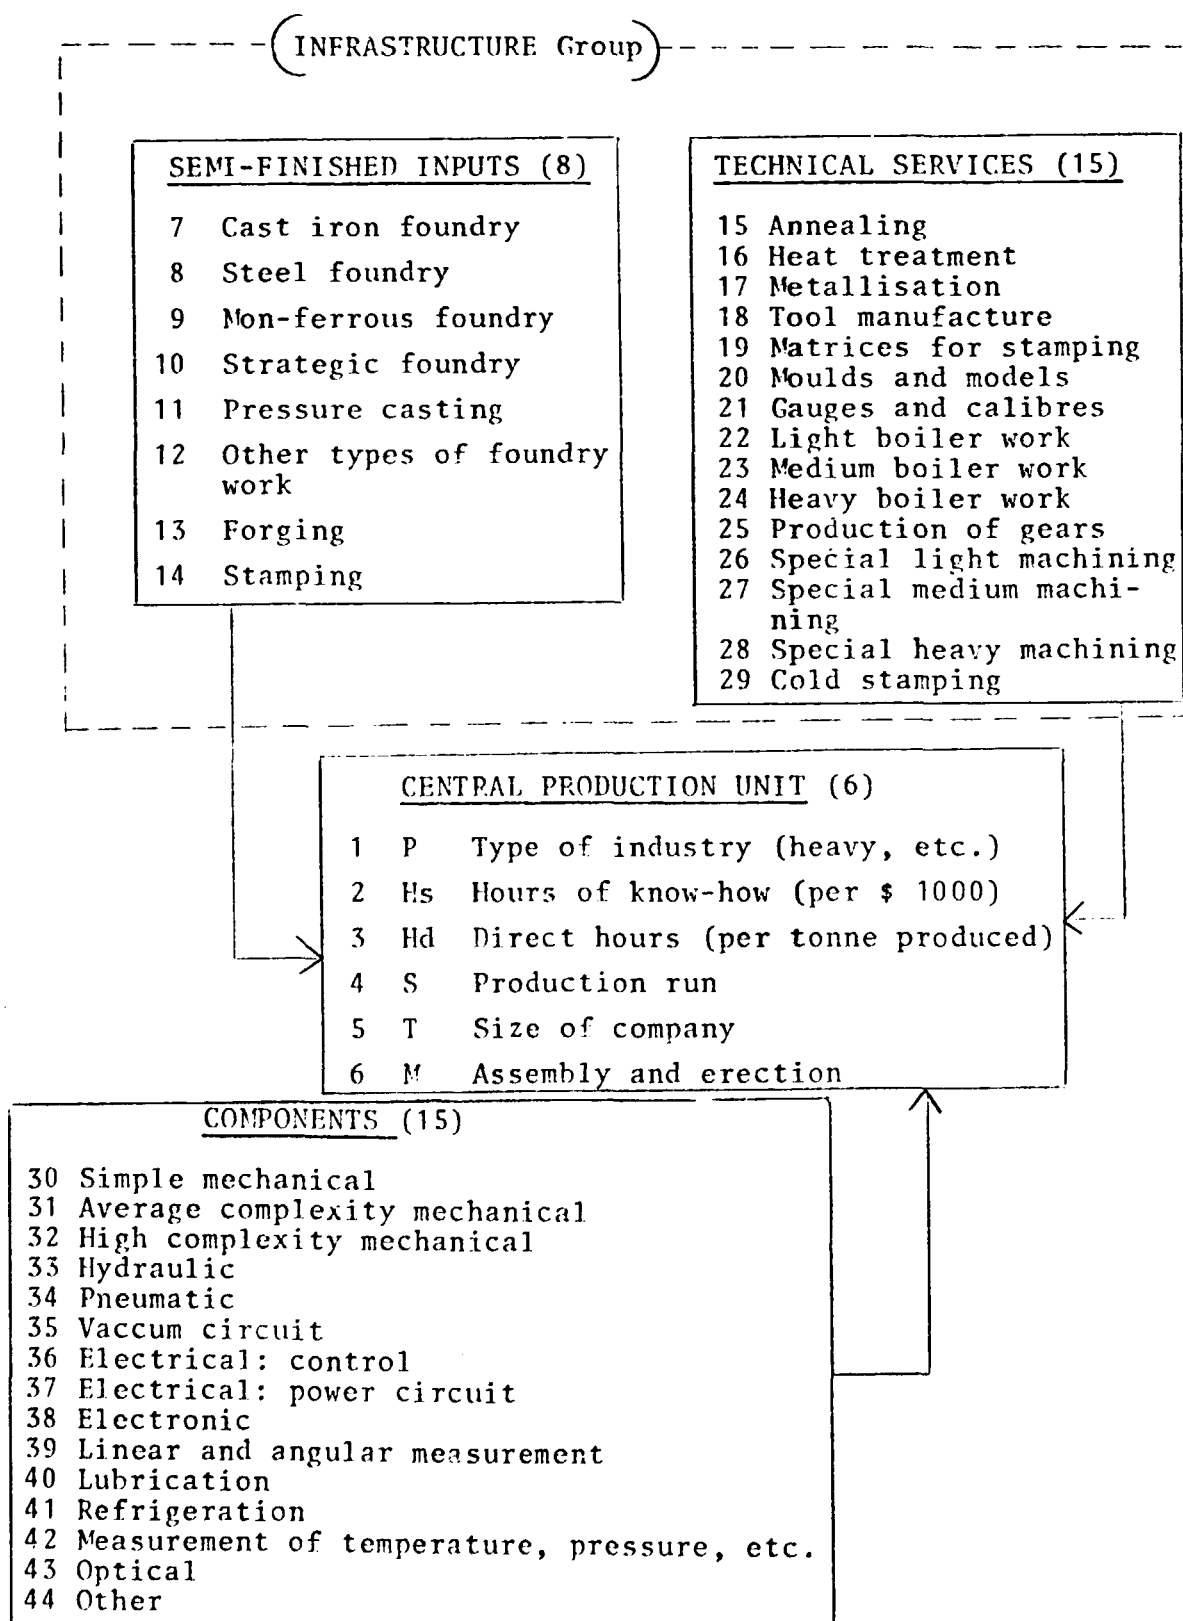 INFRASTRUCTURE Group
SEMI-FINISHED INPUTS (8)
7 Cast iron foundry
8 Steel foundry
9 Mon-ferrous foundry
10 Strategic foundry
11 Pressure casting
12 Other types of foundry
work
13 Forging
14 Stamping
TECHNICAL SERVICES (15)
15 Annealing
16 Heat treatment
17 Metallisation
18 Tool manufacture
19 Matrices for stamping
20 Moulds and models
21 Gauges and calibres
22 Light boiler work
23 Medium boiler work
24 Heavy boiler work
25 Production of gears
26 Special light machining
27 Special medium machi-
ning
28 Special heavy machining
29 Cold stamping
CENTRAL PRODUCTION UNIT (6)
1 P Type of industry (heavy, etc.)
2 Hs Hours of know-how (per $ 1000)
3 Hd Direct hours (per tonne produced)
4 S Production run
5 T Size of company
6 M Assembly and erection
COMPONENTS (15)
30 Simple mechanical
31 Average complexity mechanical
32 High complexity mechanical
33 Hydraulic
34 Pneumatic
35 Vaccum circuit
36 Electrical: control
37 Electrical: power circuit
38 Electronic
39 Linear and angular measurement
40 Lubrication
41 Refrigeration
42 Measurement of temperature, pressure, etc.
43 Optical
44 Other